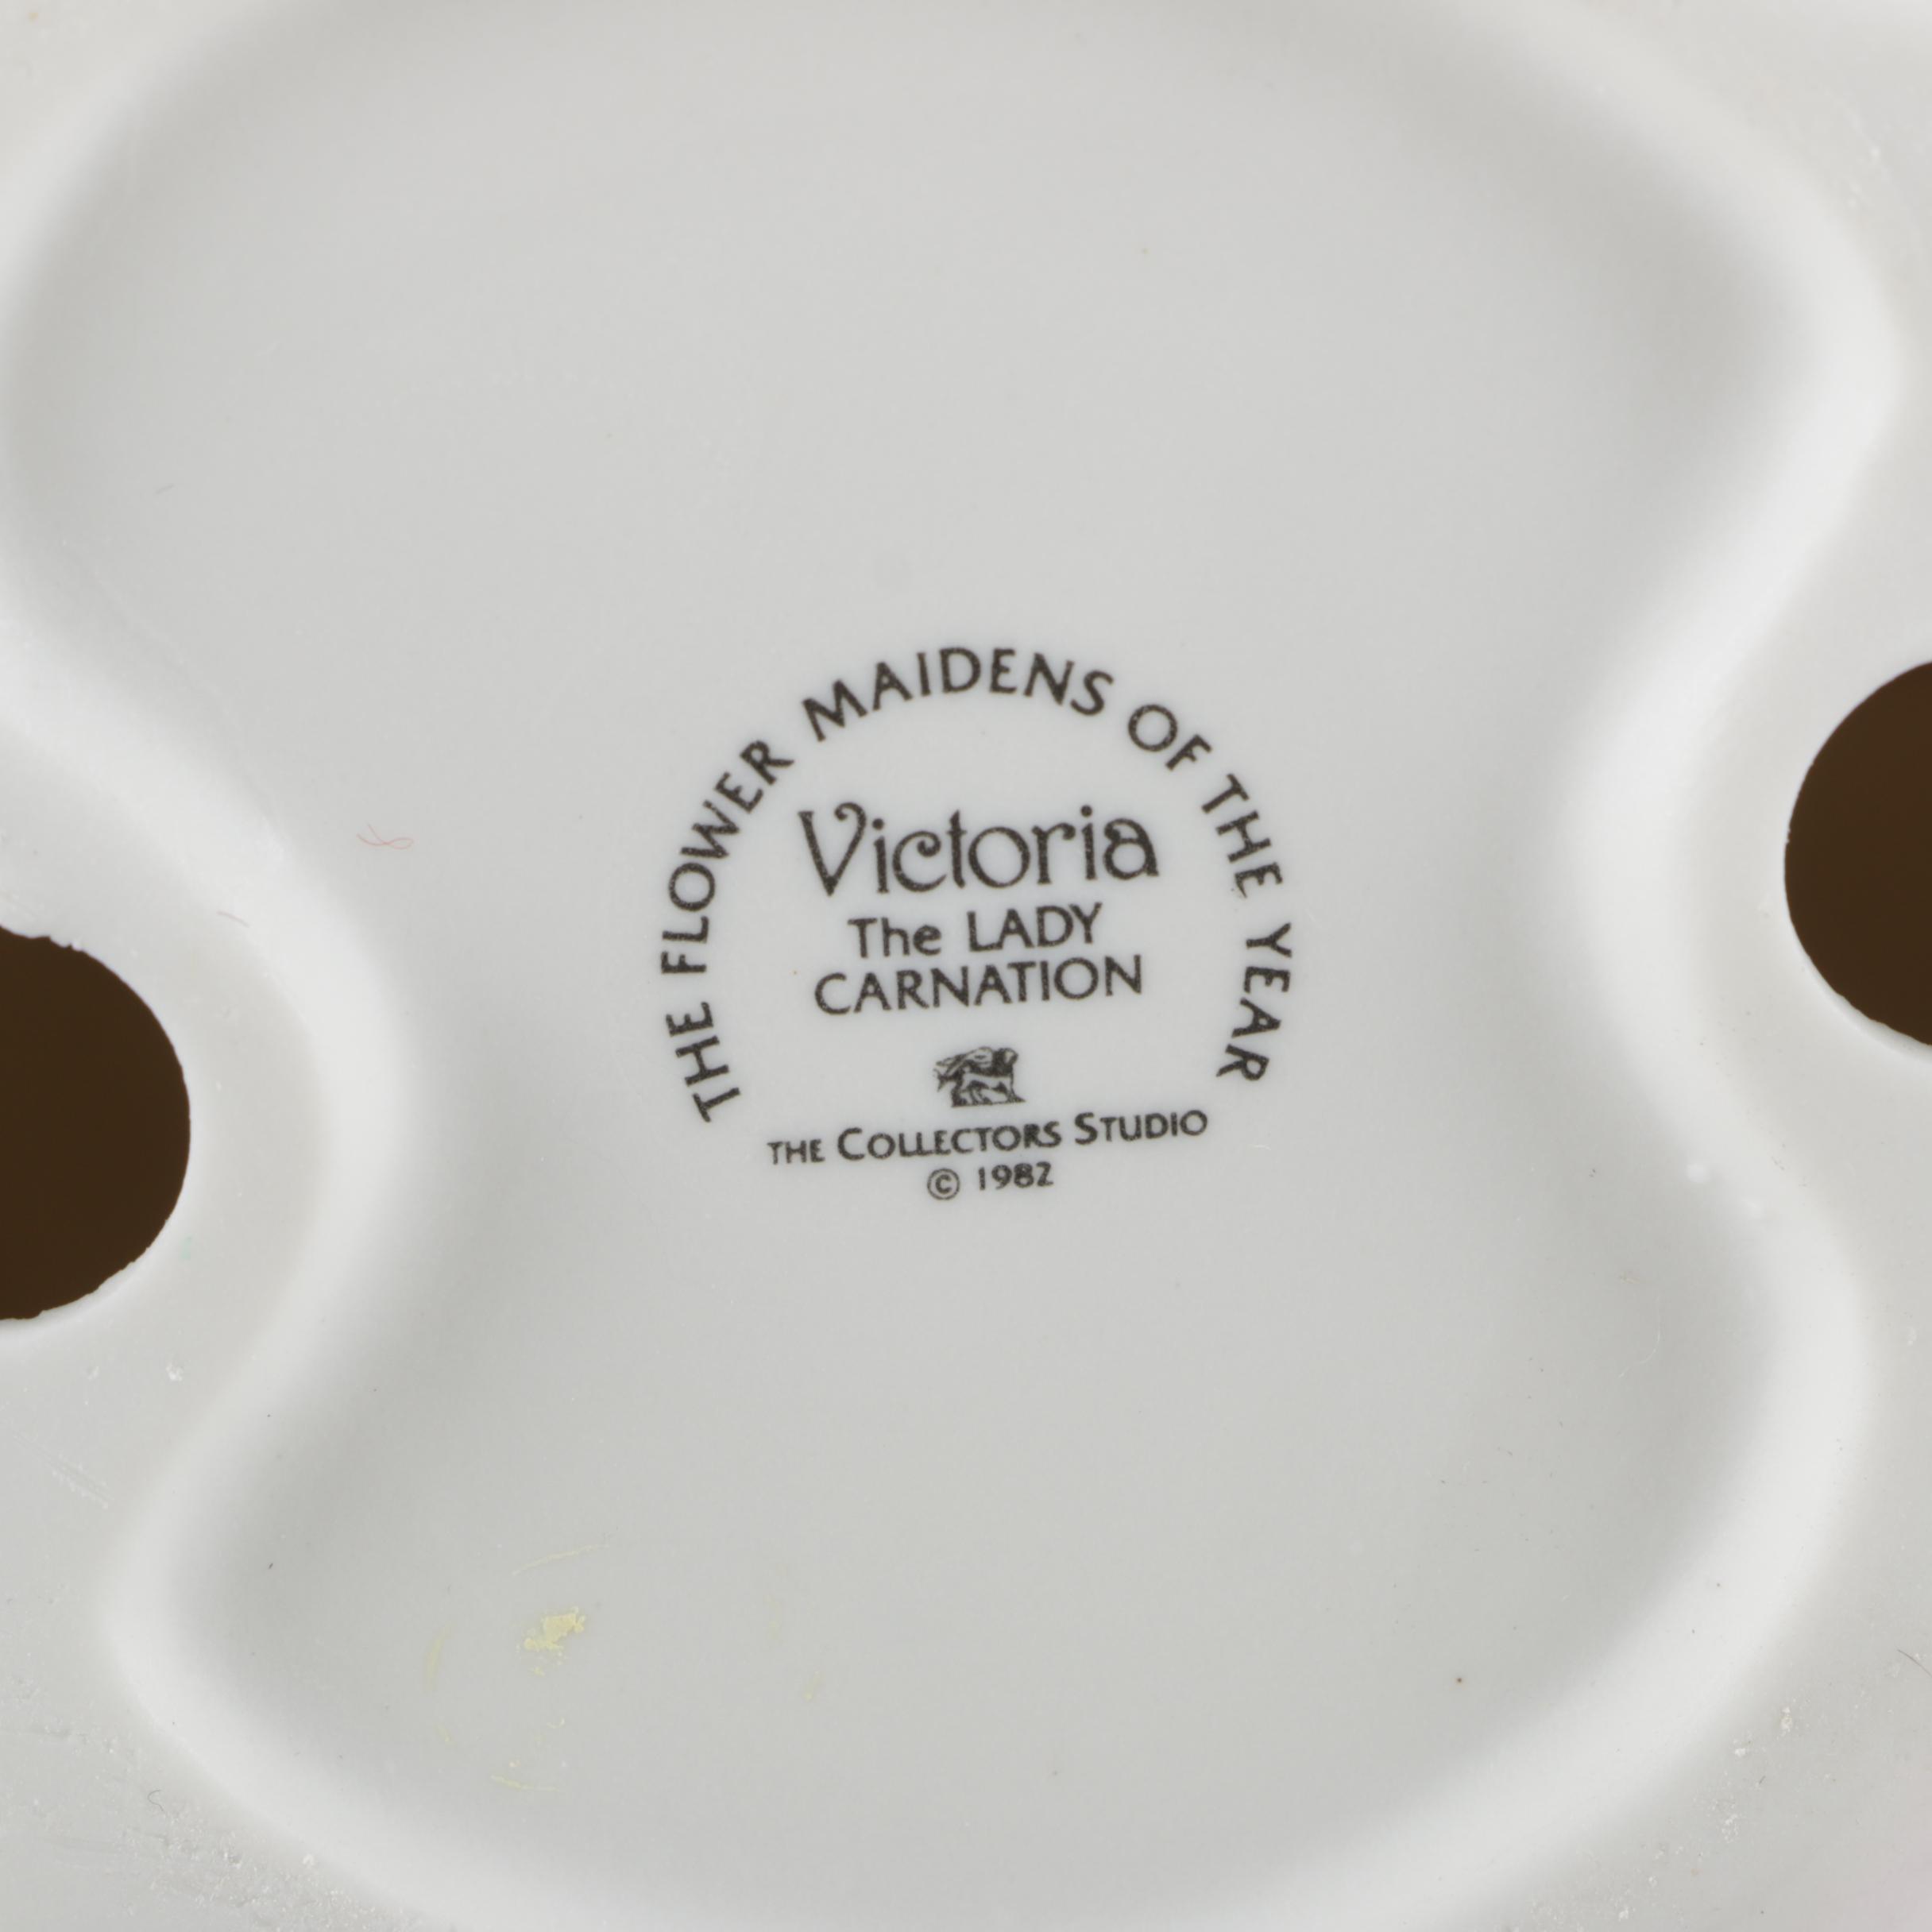 THE FLOWER MAIDENS OF THE YEAR
Victoria
The LADY
CARNATION
THE COLLECTORS STUDIO
© 1982